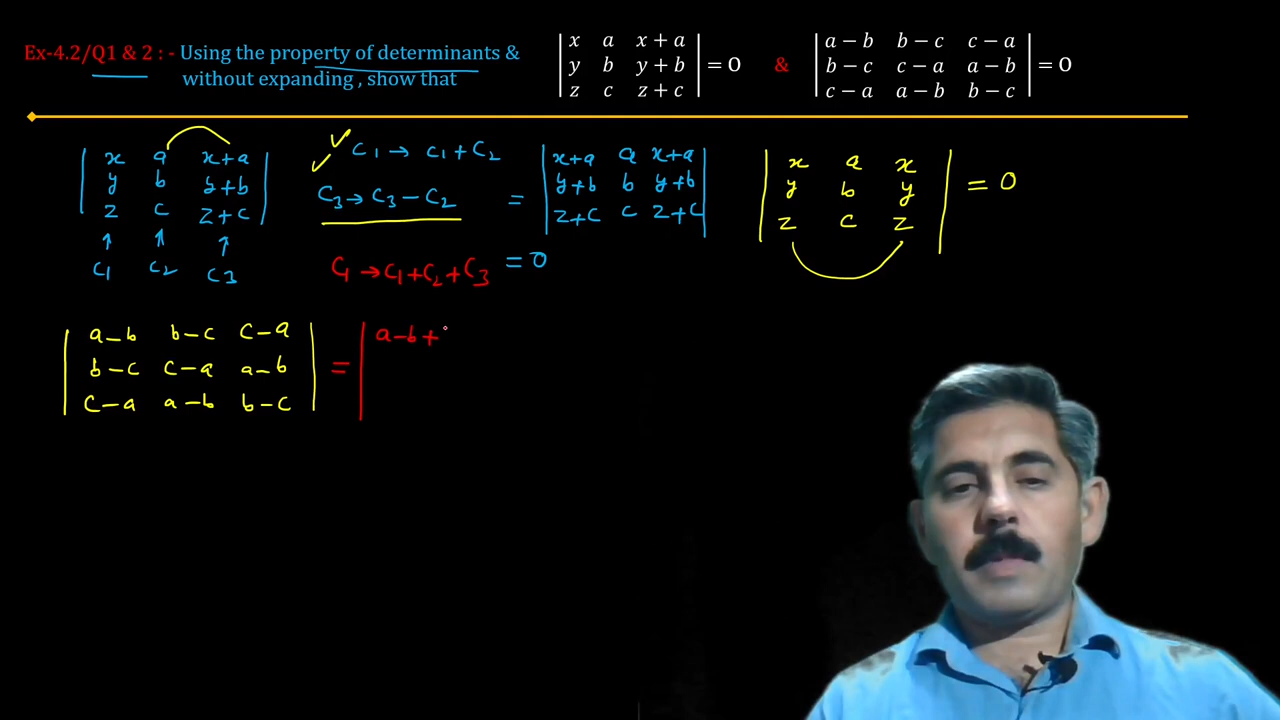 Ex-4.2/Q1 & 2 : - Using the property of determinants &
without expanding , show that
| x a x + a |
| y b y + b | = 0
| z c z + c |
&
| a − b b − c c − a |
| b − c c − a a − b | = 0
| c − a a − b b − c |
| x a x+a |
| y b y+b |
| z c z+c |
↑ ↑ ↑
C1 C2 C3
✓ C1 → C1+C2
✓
C3 → C3 − C2
= | x+a a x+a |
| y+b b y+b |
| z+c c z+c |
= 0
C1 → C1+C2+C3
| x a x |
| y b y | = 0
| z c z |
| a−b b−c c−a |
| b−c c−a a−b | =
| c−a a−b b−c |
| a−b+